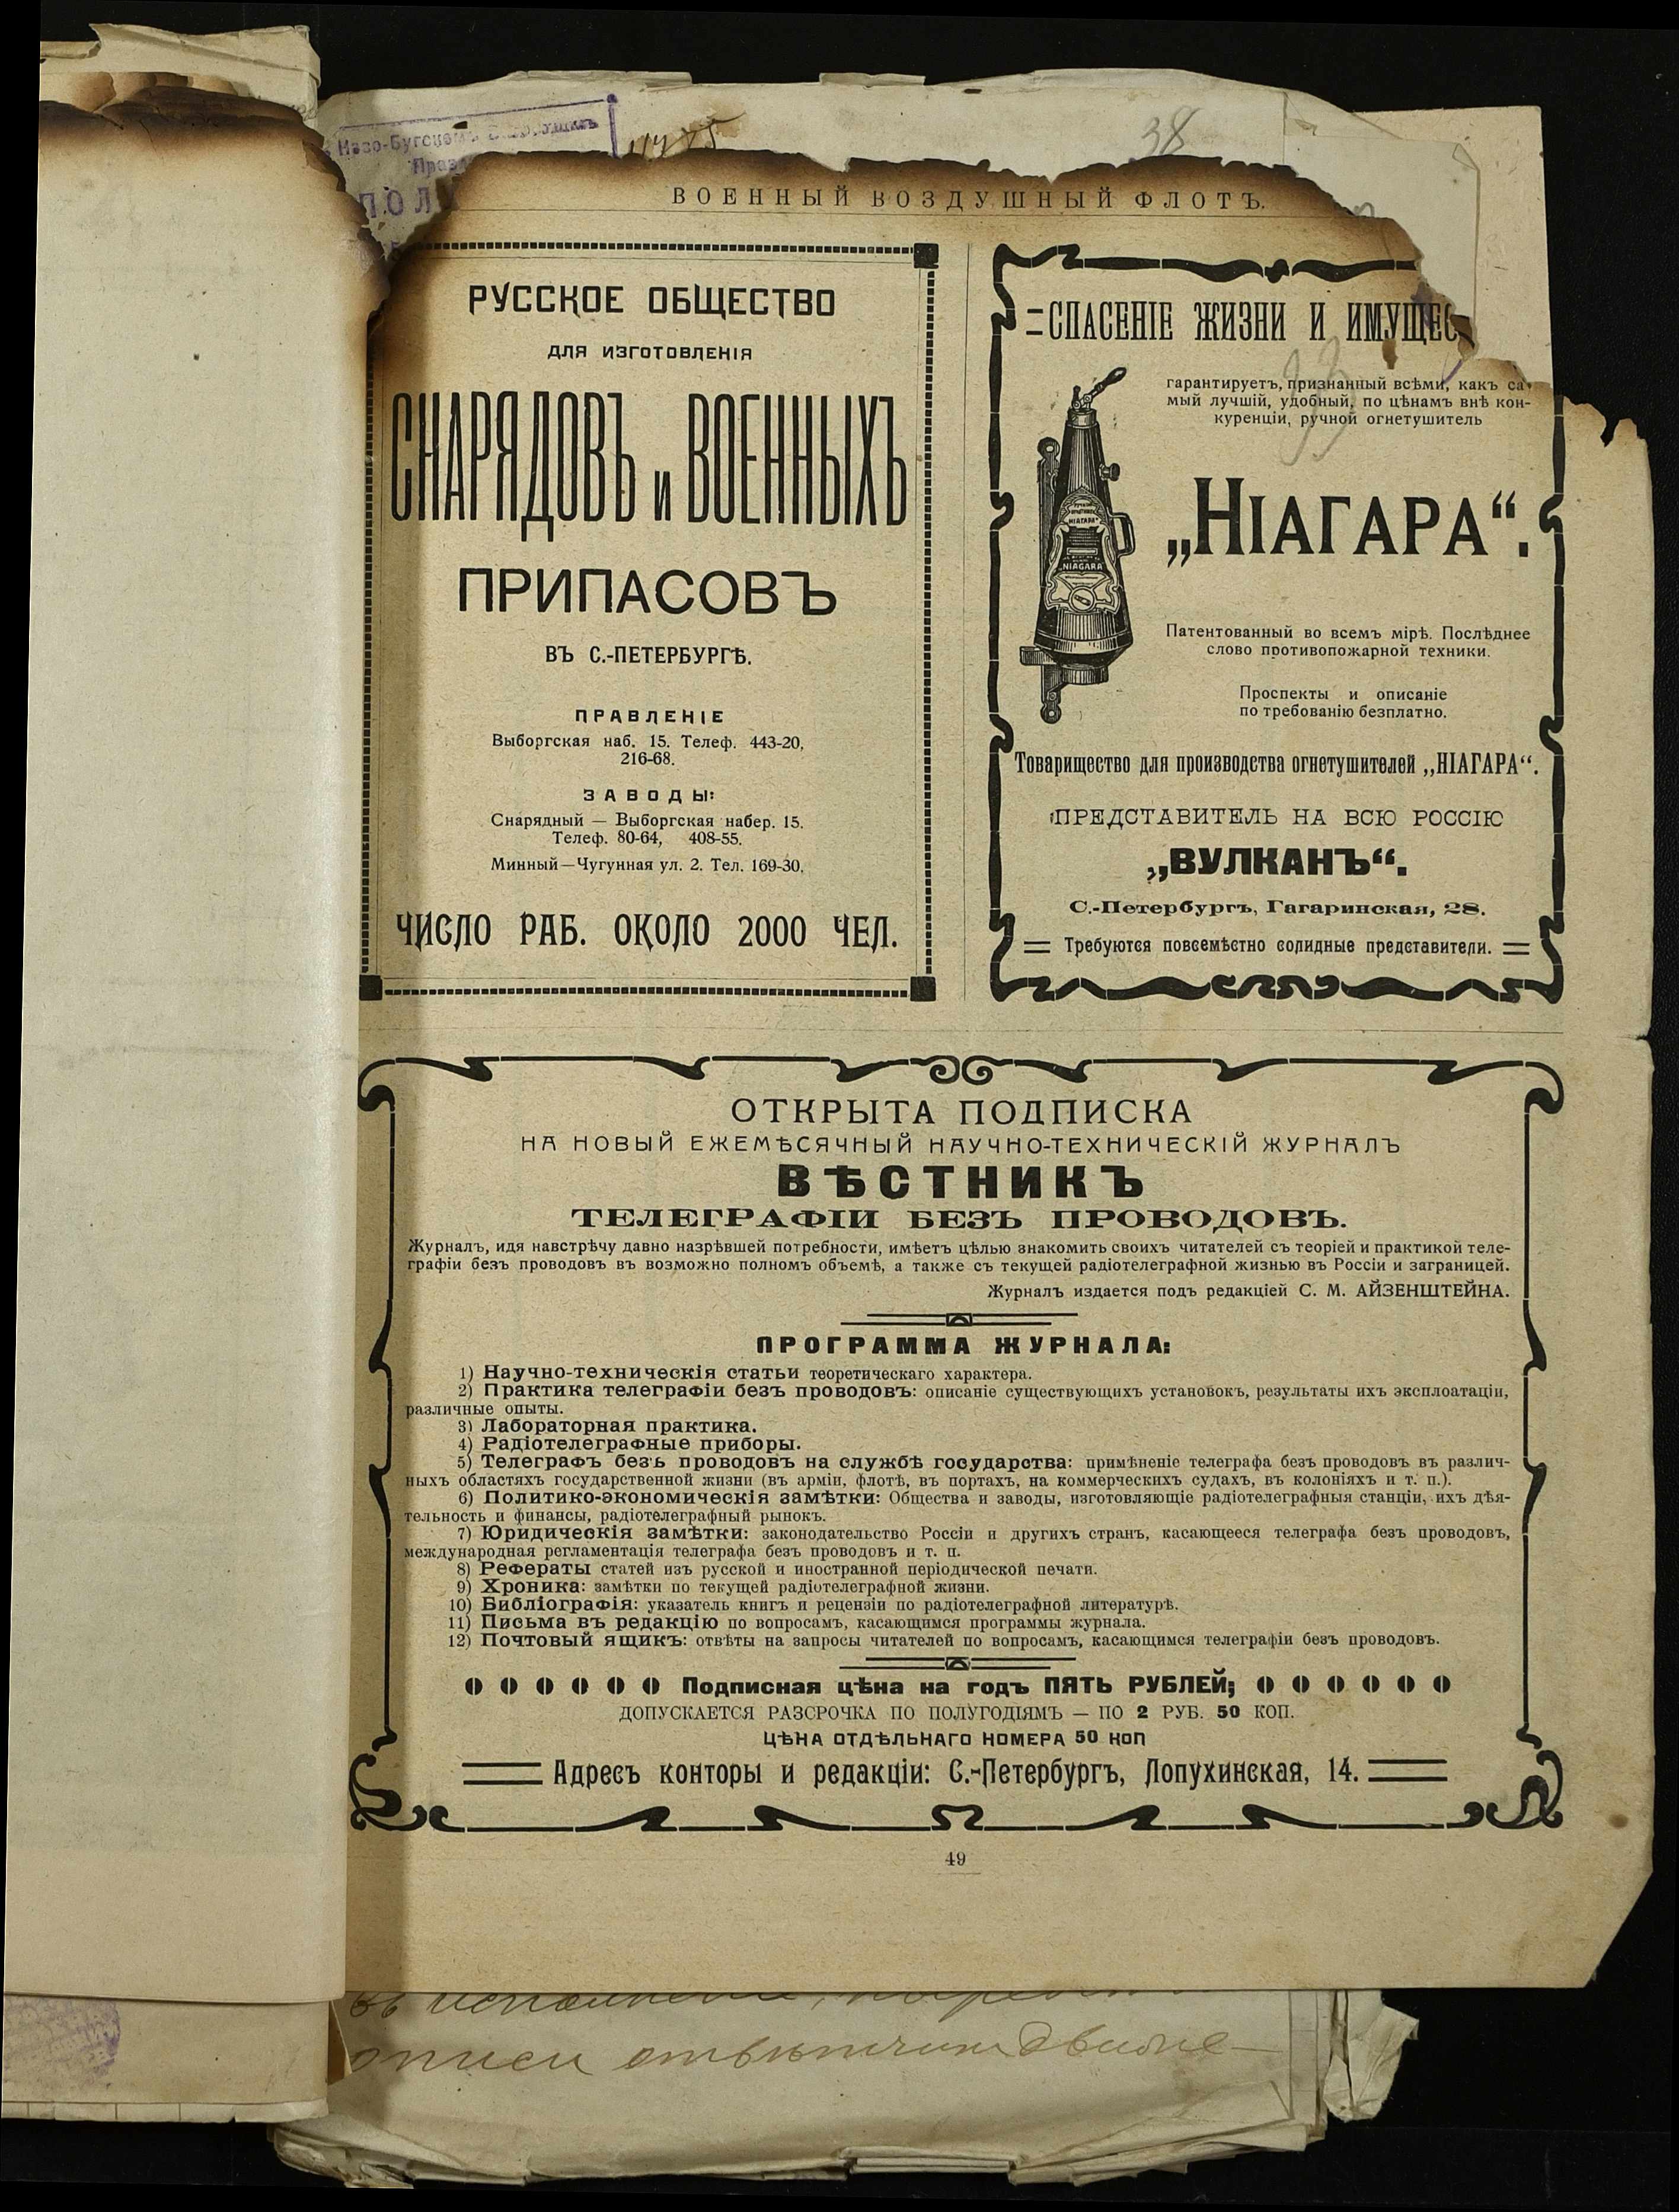 38
ВОЕННЫЙ ВОЗДУШНЫЙ ФЛОТЪ.
РУССКОЕ ОБЩЕСТВО
ДЛЯ ИЗГОТОВЛЕНІЯ
СНАРЯДОВЪ и ВОЕННЫХЪ
ПРИПАСОВЪ
ВЪ С.-ПЕТЕРБУРГѢ.
ПРАВЛЕНІЕ
Выборгская наб. 15. Телеф. 443-20,
216-68.
ЗАВОДЫ:
Снарядный — Выборгская набер. 15.
Телеф. 80-64, 408-55.
Минный—Чугунная ул. 2. Тел. 169-30,
ЧИСЛО РАБ. ОКОЛО 2000 ЧЕЛ.
СПАСЕНІЕ ЖИЗНИ И ИМУЩЕС
гарантируетъ, признанный всѣми, какъ са-
мый лучшій, удобный, по цѣнамъ внѣ кон-
куренціи, ручной огнетушитель
„НІАГАРА“.
НІАГАРА
NIAGARA
Патентованный во всемъ мірѣ. Послѣднее
слово противопожарной техники.
Проспекты и описаніе
по требованію безплатно.
Товарищество для производства огнетушителей „НІАГАРА“.
ПРЕДСТАВИТЕЛЬ НА ВСЮ РОССІЮ
„ВУЛКАНЪ“.
С.-Петербургъ, Гагаринская, 28.
Требуются повсемѣстно солидные представители.
ОТКРЫТА ПОДПИСКА
НА НОВЫЙ ЕЖЕМѢСЯЧНЫЙ НАУЧНО-ТЕХНИЧЕСКІЙ ЖУРНАЛЪ
ВѢСТНИКЪ
ТЕЛЕГРАФІИ БЕЗЪ ПРОВОДОВЪ.
Журналъ, идя навстрѣчу давно назрѣвшей потребности, имѣетъ цѣлью знакомить своихъ читателей съ теоріей и практикой теле-
графіи безъ проводовъ въ возможно полномъ объемѣ, а также съ текущей радіотелеграфной жизнью въ Россіи и заграницей.
Журналъ издается подъ редакціей С. М. АЙЗЕНШТЕЙНА.
ПРОГРАММА ЖУРНАЛА:
1) Научно-техническія статьи теоретическаго характера.
2) Практика телеграфіи безъ проводовъ: описаніе существующихъ установокъ, результаты ихъ эксплоатаціи,
различные опыты.
3) Лабораторная практика.
4) Радіотелеграфные приборы.
5) Телеграфъ безъ проводовъ на службѣ государства: примѣненіе телеграфа безъ проводовъ въ различ-
ныхъ областяхъ государственной жизни (въ арміи, флотѣ, въ портахъ, на коммерческихъ судахъ, въ колоніяхъ и т. п.).
6) Политико-экономическія замѣтки: Общества и заводы, изготовляющіе радіотелеграфныя станціи, ихъ дѣя-
тельность и финансы, радіотелеграфный рынокъ.
7) Юридическія замѣтки: законодательство Россіи и другихъ странъ, касающееся телеграфа безъ проводовъ,
международная регламентація телеграфа безъ проводовъ и т. п.
8) Рефераты статей изъ русской и иностранной періодической печати.
9) Хроника: замѣтки по текущей радіотелеграфной жизни.
10) Библіографія: указатель книгъ и рецензіи по радіотелеграфной литературѣ.
11) Письма въ редакцію по вопросамъ, касающимся программы журнала.
12) Почтовый ящикъ: отвѣты на запросы читателей по вопросамъ, касающимся телеграфіи безъ проводовъ.
Подписная цѣна на годъ ПЯТЬ РУБЛЕЙ;
ДОПУСКАЕТСЯ РАЗСРОЧКА ПО ПОЛУГОДІЯМЪ — ПО 2 РУБ. 50 КОП.
ЦѢНА ОТДѢЛЬНАГО НОМЕРА 50 КОП
Адресъ конторы и редакціи: С.-Петербургъ, Лопухинская, 14.
49